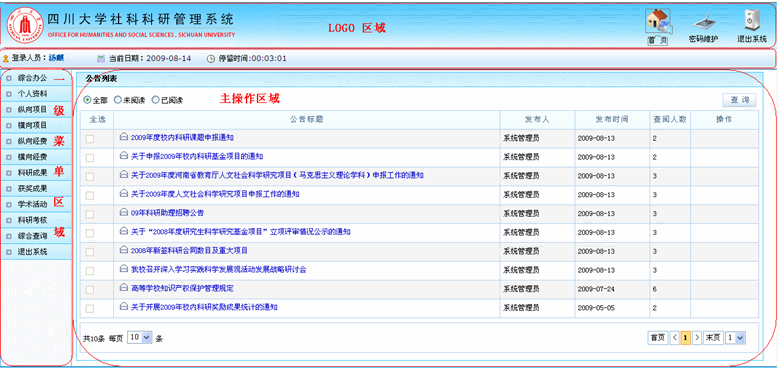 四川大学社科科研管理系统
OFFICE FOR HUMANITIES AND SOCIAL SCIENCES , SICHUAN UNIVERSITY
LOGO 区域
首 页 密码维护 退出系统
登录人员：汤颐 当前日期：2009-08-14 停留时间:00:03:01
综合办公
个人资料
纵向项目
横向项目
纵向经费
横向经费
科研成果
获奖成果
学术活动
科研考核
综合查询
退出系统
一级菜单区域
公告列表
全部 未阅读 已阅读 主操作区域 查 询
全选 公告标题 发布人 发布时间 查阅人数 操作
2009年度校内科研课题申报通知 系统管理员 2009-08-13 2
关于申报2009年校内科研基金项目的通知 系统管理员 2009-08-13 2
关于2009年度河南省教育厅人文社会科学研究项目（马克思主义理论学科）申报工作的通知 系统管理员 2009-08-13 3
关于2009年度人文社会科学研究项目申报工作的通知 系统管理员 2009-08-13 3
09年科研助理招聘公告 系统管理员 2009-08-13 3
关于“2008年度研究生科学研究基金项目”立项评审情况公示的通知 系统管理员 2009-08-13 3
2008年新签科研合同数目及重大项目 系统管理员 2009-08-13 3
我校召开深入学习实践科学发展观活动发展战略研讨会 系统管理员 2009-08-13 3
高等学校知识产权保护管理规定 系统管理员 2009-07-24 6
关于开展2009年校内科研奖励成果统计的通知 系统管理员 2009-05-05 2
共10条 每页 10 条 首页 < 1 > 末页 1